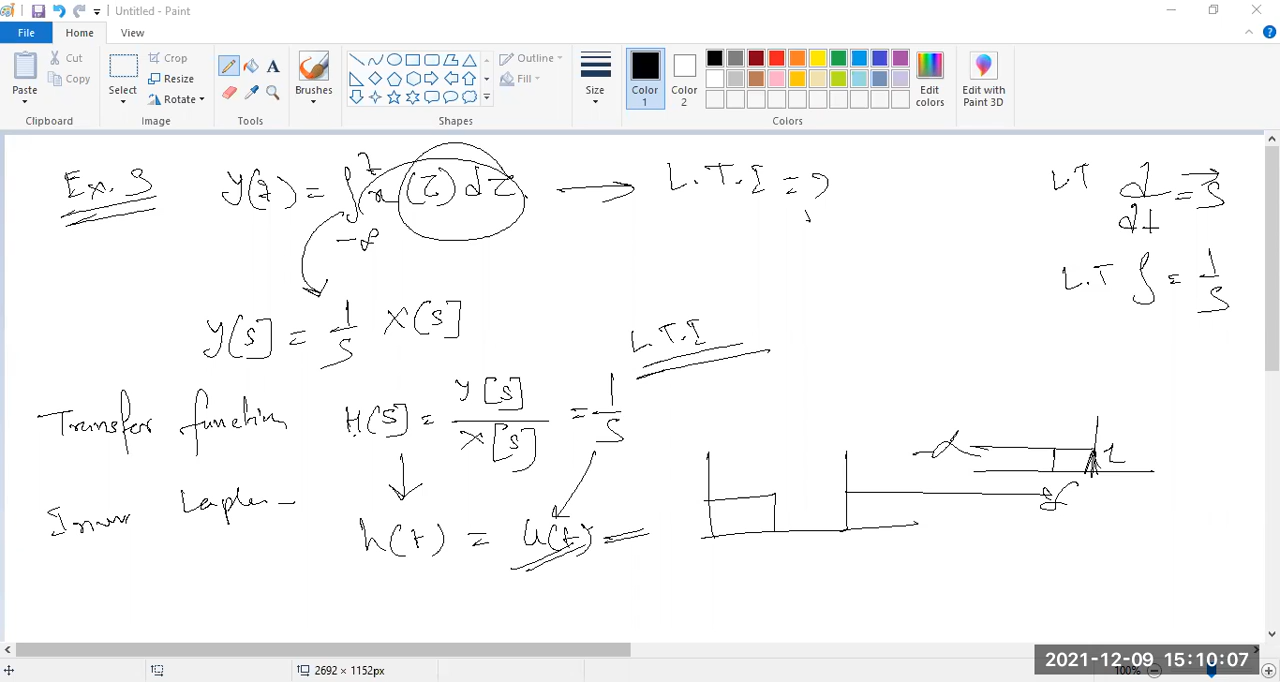 Untitled - Paint
File Home View
Paste Cut Copy
Select Crop Resize Rotate
A
Brushes
Outline Fill
Size
Color 1 Color 2
Edit colors
Edit with Paint 3D
Clipboard Image Tools Shapes Colors
Ex. 3 y(t) = ∫ x(τ) dτ → L.T.I = ?
-∞
LT d/dt = S
L.T ∫ = 1/S
Y[S] = 1/S X[S]
L.T.I
Transfer function H(S) = Y[S]/X[S] = 1/S
-∞ t
h(t) = u(t) =
2692 × 1152px
100%
2021-12-09 15:10:07